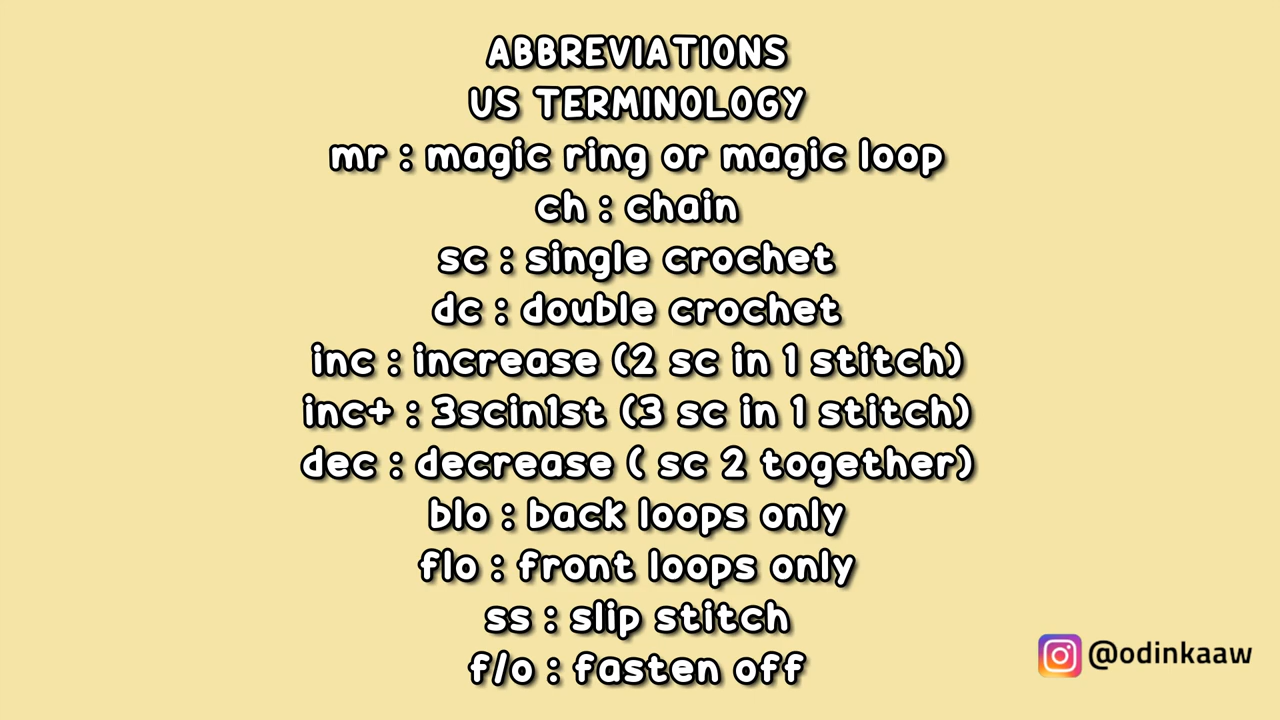 ABBREVIATIONS
US TERMINOLOGY
mr : magic ring or magic loop
ch : chain
sc : single crochet
dc : double crochet
inc : increase (2 sc in 1 stitch)
inc+ : 3scin1st (3 sc in 1 stitch)
dec : decrease ( sc 2 together)
blo : back loops only
flo : front loops only
ss : slip stitch
f/o : fasten off
@odinkaaw